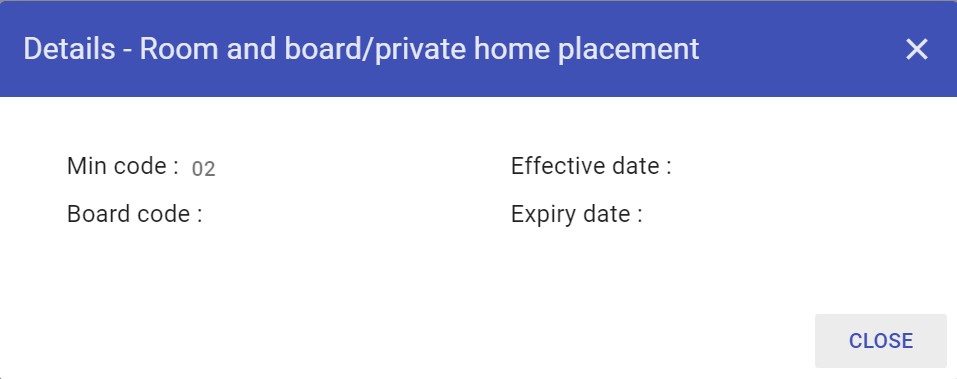 Details - Room and board/private home placement
Min code : 02
Effective date :
Board code :
Expiry date :
CLOSE